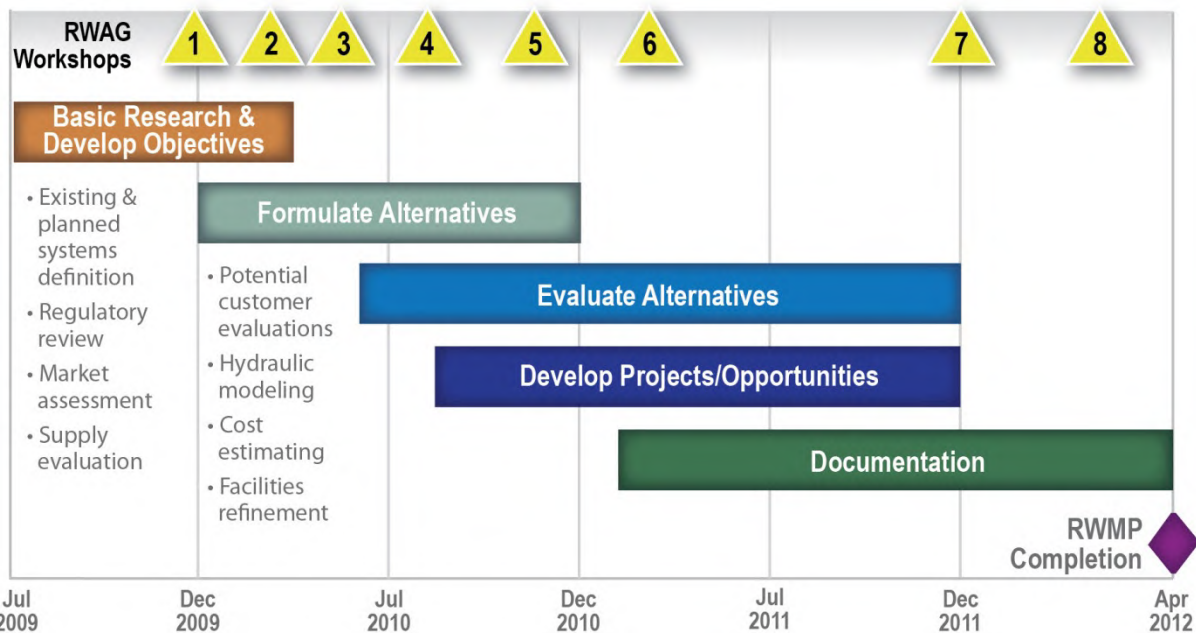 RWAG
Workshops
1
2
3
4
5
6
7
8
Basic Research &
Develop Objectives
• Existing &
planned
systems
definition
• Regulatory
review
• Market
assessment
• Supply
evaluation
Formulate Alternatives
• Potential
customer
evaluations
• Hydraulic
modeling
• Cost
estimating
• Facilities
refinement
Evaluate Alternatives
Develop Projects/Opportunities
Documentation
RWMP
Completion
Jul
2009
Dec
2009
Jul
2010
Dec
2010
Jul
2011
Dec
2011
Apr
2012